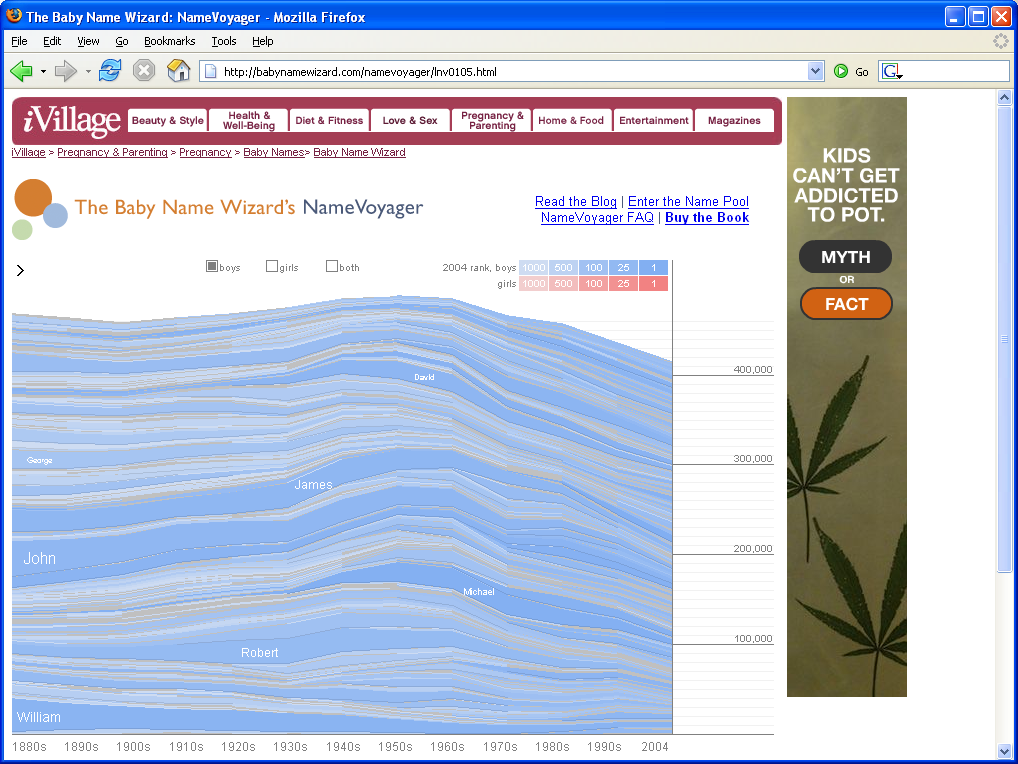 The Baby Name Wizard: NameVoyager - Mozilla Firefox
File Edit View Go Bookmarks Tools Help
http://babynamewizard.com/namevoyager/lnv0105.html Go G
iVillage Beauty & Style Health & Well-Being Diet & Fitness Love & Sex Pregnancy & Parenting Home & Food Entertainment Magazines
iVillage > Pregnancy & Parenting > Pregnancy > Baby Names> Baby Name Wizard
The Baby Name Wizard's NameVoyager
Read the Blog | Enter the Name Pool
NameVoyager FAQ | Buy the Book
boys girls both
2004 rank, boys 1000 500 100 25 1
girls 1000 500 100 25 1
400,000
David
300,000
George
James
200,000
John
Michael
100,000
Robert
William
1880s 1890s 1900s 1910s 1920s 1930s 1940s 1950s 1960s 1970s 1980s 1990s 2004
KIDS
CAN'T GET
ADDICTED
TO POT.
MYTH
OR
FACT